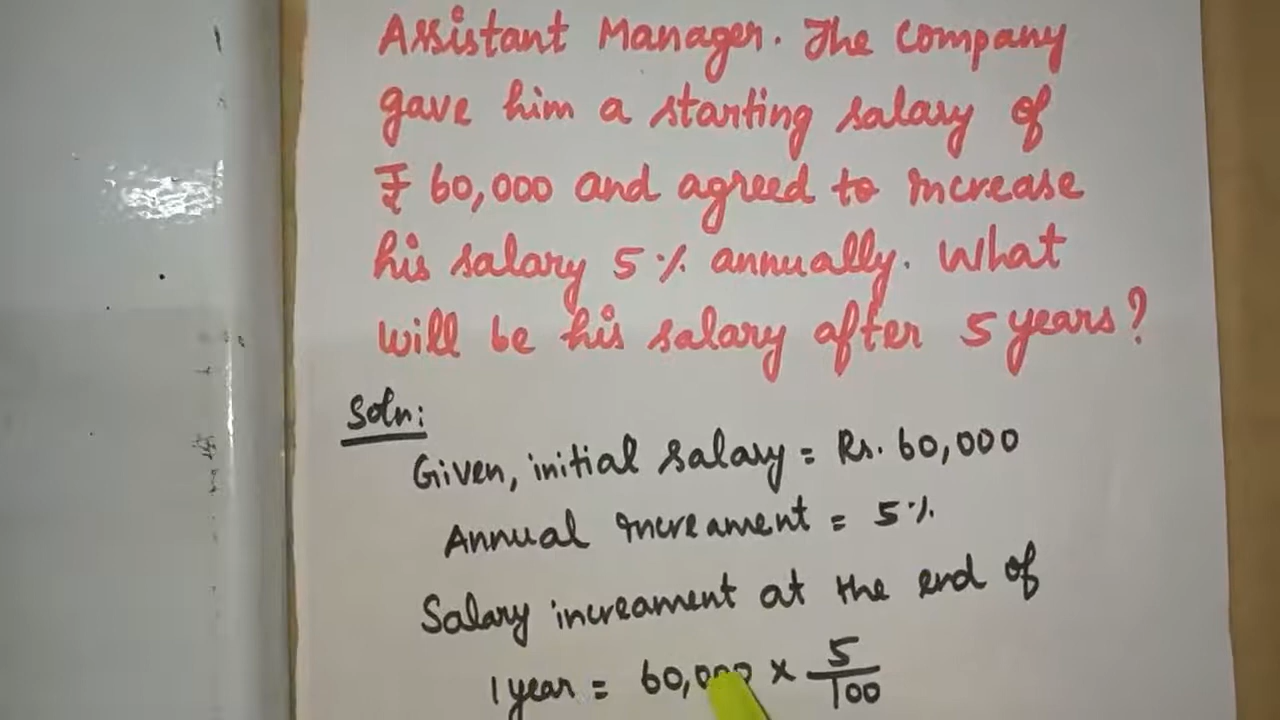 Assistant Manager. The company
gave him a starting salary of
₹ 60,000 and agreed to increase
his salary 5% annually. What
will be his salary after 5 years?
Soln:
Given, initial salary = Rs. 60,000
Annual increament = 5%
Salary increament at the end of
1 year = 60,000 × 5/100